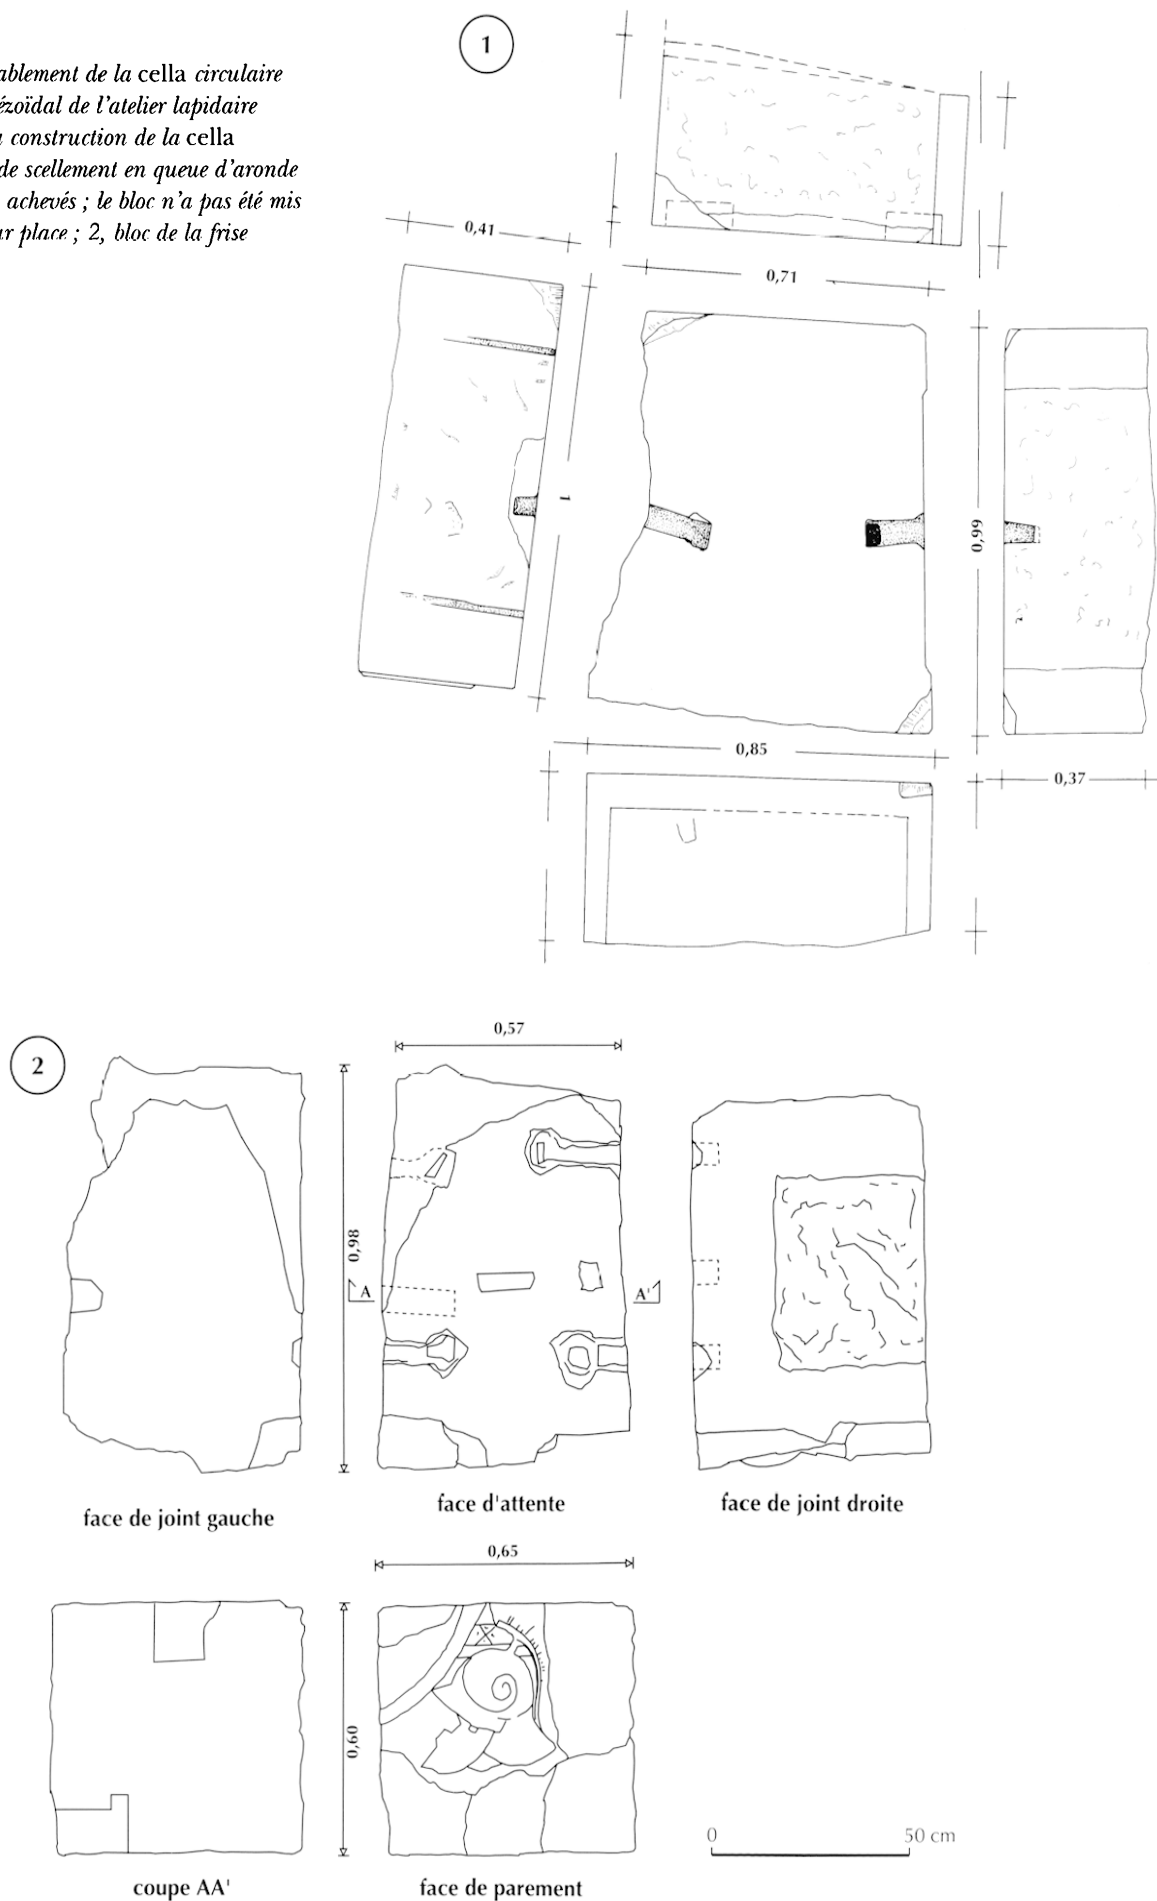 ablement de la cella circulaire
ézoïdal de l'atelier lapidaire
construction de la cella
de scellement en queue d'aronde
achevés ; le bloc n'a pas été mis
place ; 2, bloc de la frise
1
0,41
0,71
1
0,99
0,85
0,37
2
0,57
0,98
A
A'
face de joint gauche
face d'attente
face de joint droite
0,65
0,60
0
50 cm
coupe AA'
face de parement